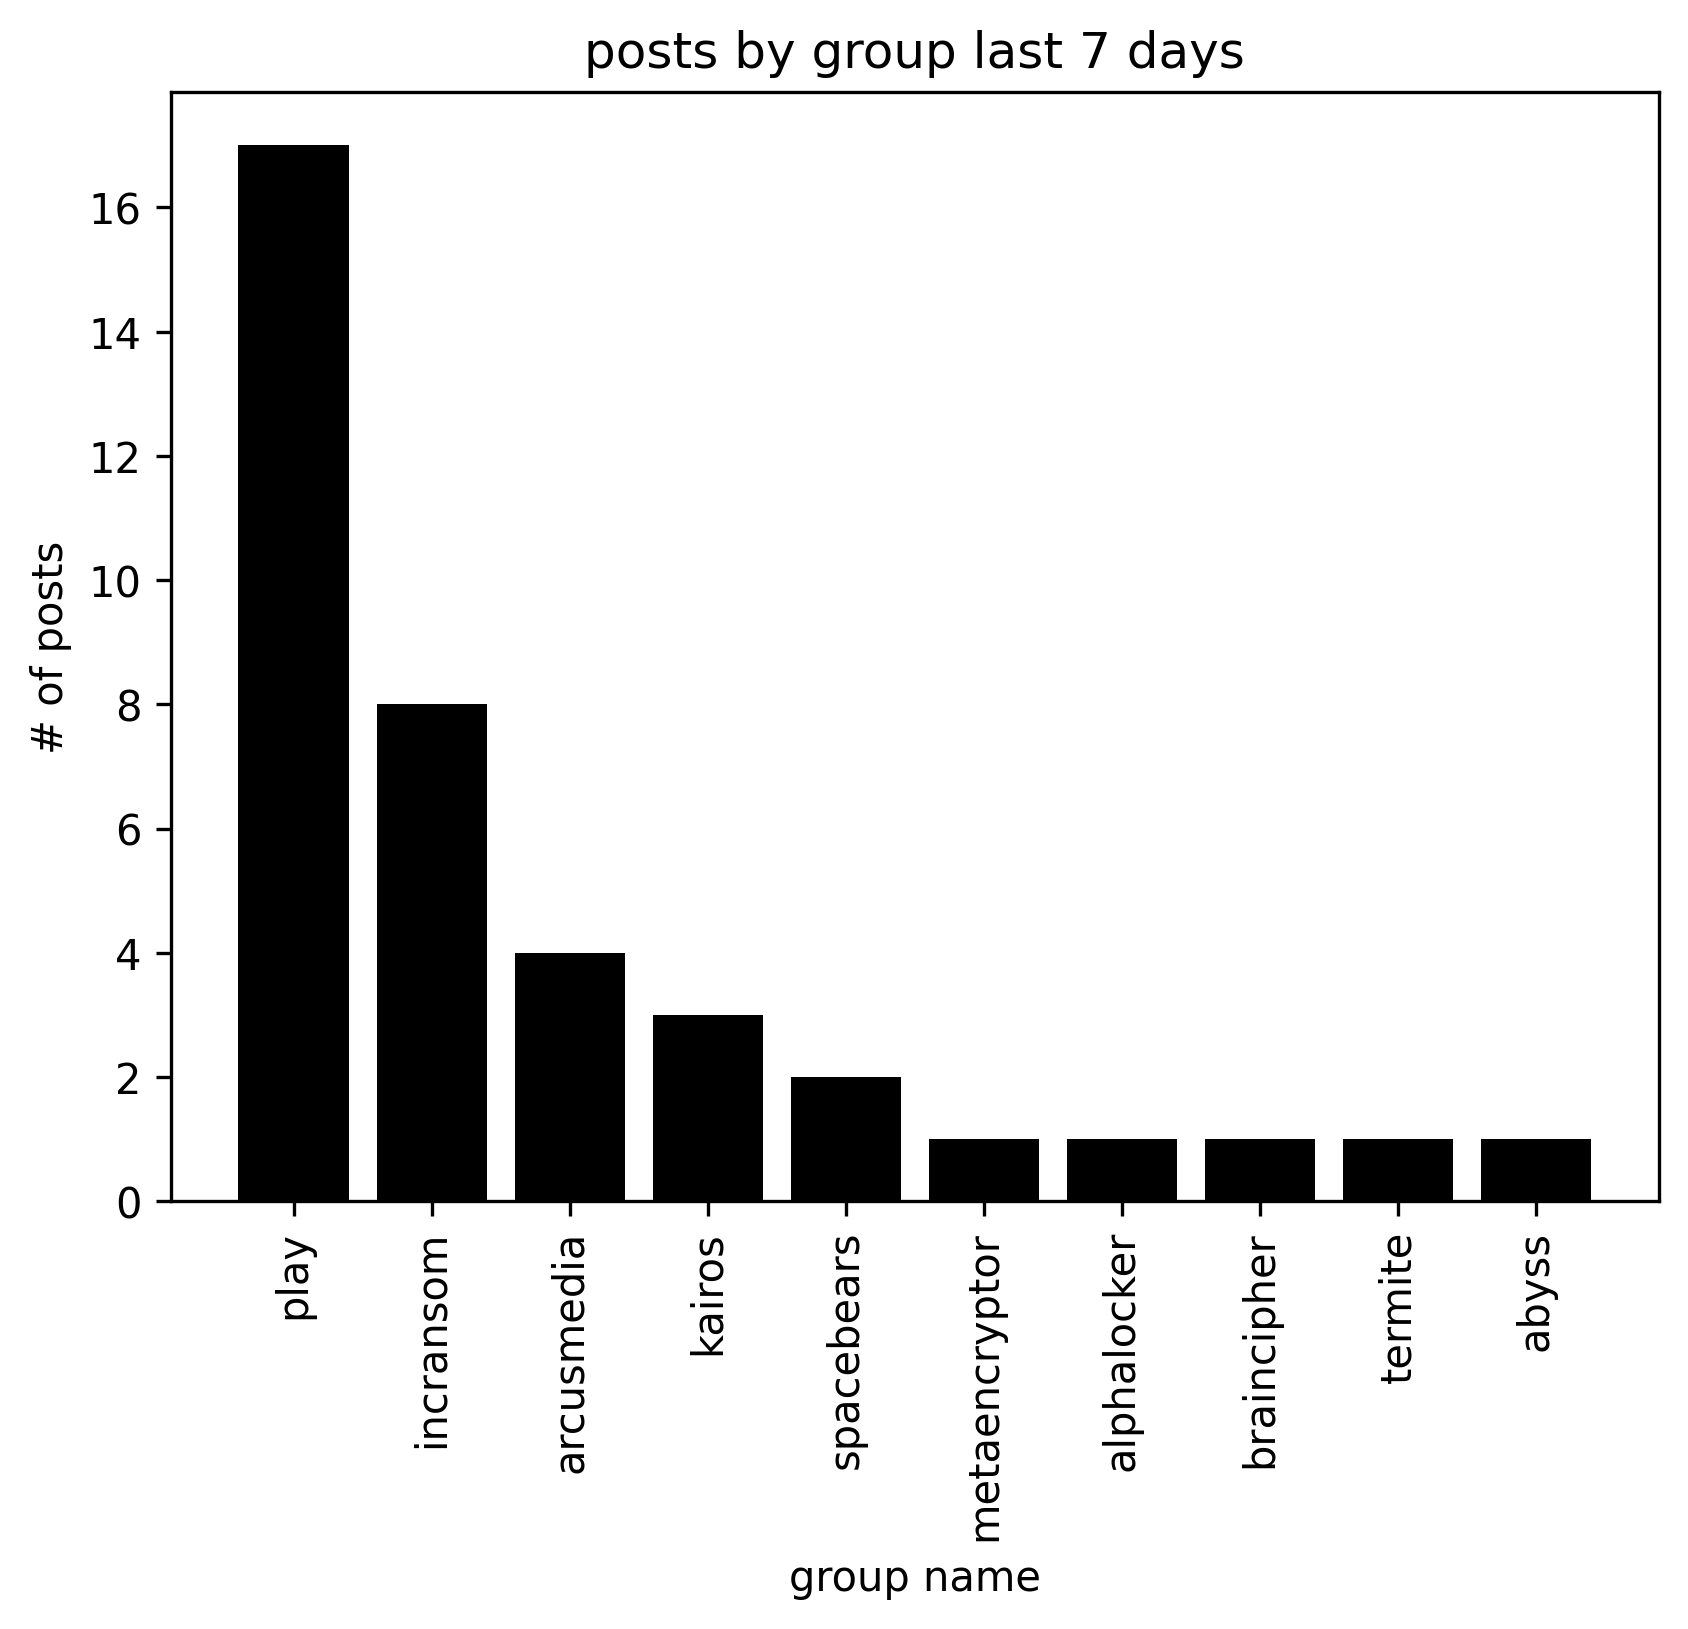 posts by group last 7 days
# of posts
16
14
12
10
8
6
4
2
0
play
incransom
arcusmedia
kairos
spacebears
metaencryptor
alphalocker
braincipher
termite
abyss
group name